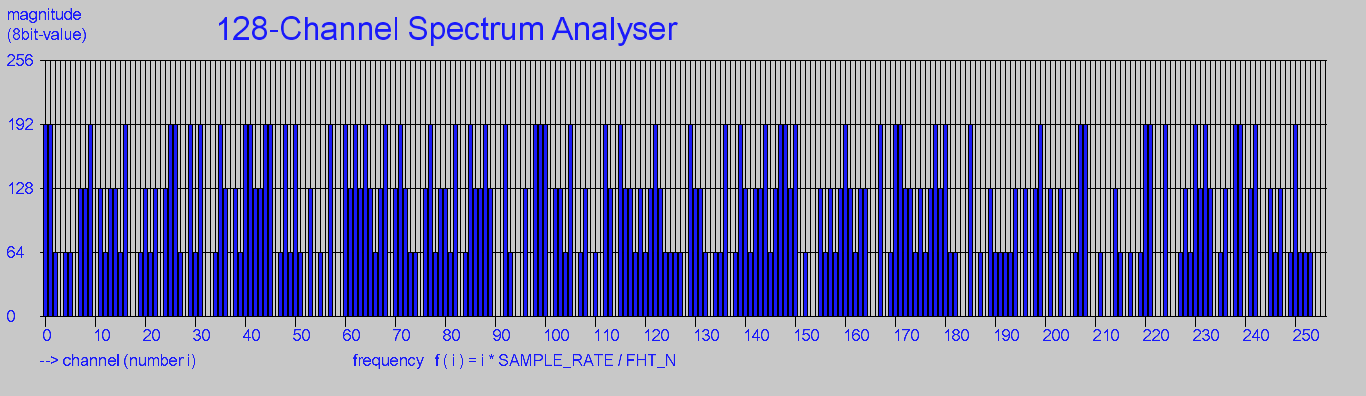 magnitude
(8bit-value)
128-Channel Spectrum Analyser
256
192
128
64
0
0 10 20 30 40 50 60 70 80 90 100 110 120 130 140 150 160 170 180 190 200 210 220 230 240 250
--> channel (number i)
frequency f ( i ) = i * SAMPLE_RATE / FHT_N